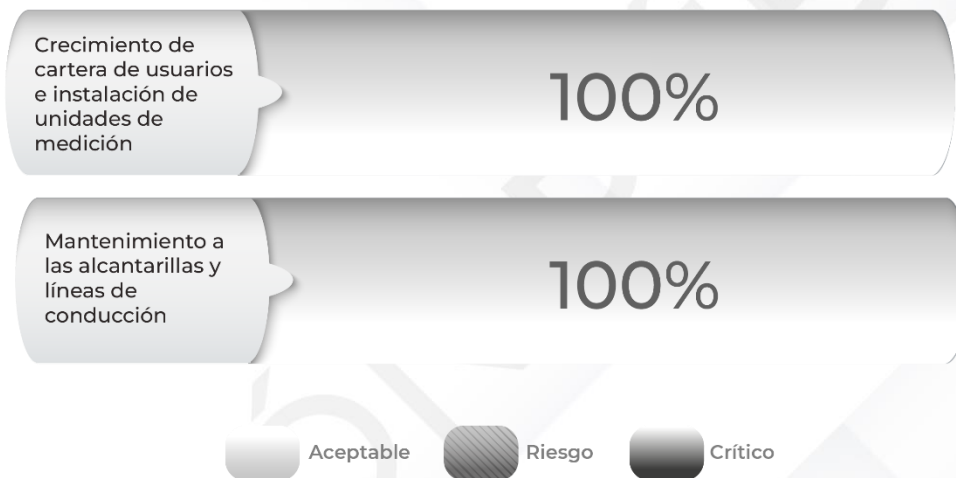 Crecimiento de
cartera de usuarios
e instalación de
unidades de
medición
100%
Mantenimiento a
las alcantarillas y
líneas de
conducción
100%
Aceptable
Riesgo
Crítico